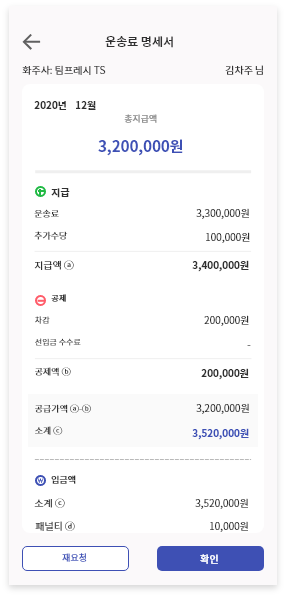 운송료 명세서
화주사: 팀프레시 TS 김차주 님
2020년 12월
총지급액
3,200,000원
지급
운송료 3,300,000원
추가수당 100,000원
지급액 ⓐ 3,400,000원
공제
차감 200,000원
선입금 수수료 -
공제액 ⓑ 200,000원
공급가액 ⓐ-ⓑ 3,200,000원
소계 ⓒ 3,520,000원
입금액
소계 ⓒ 3,520,000원
패널티 ⓓ 10,000원
재요청 확인